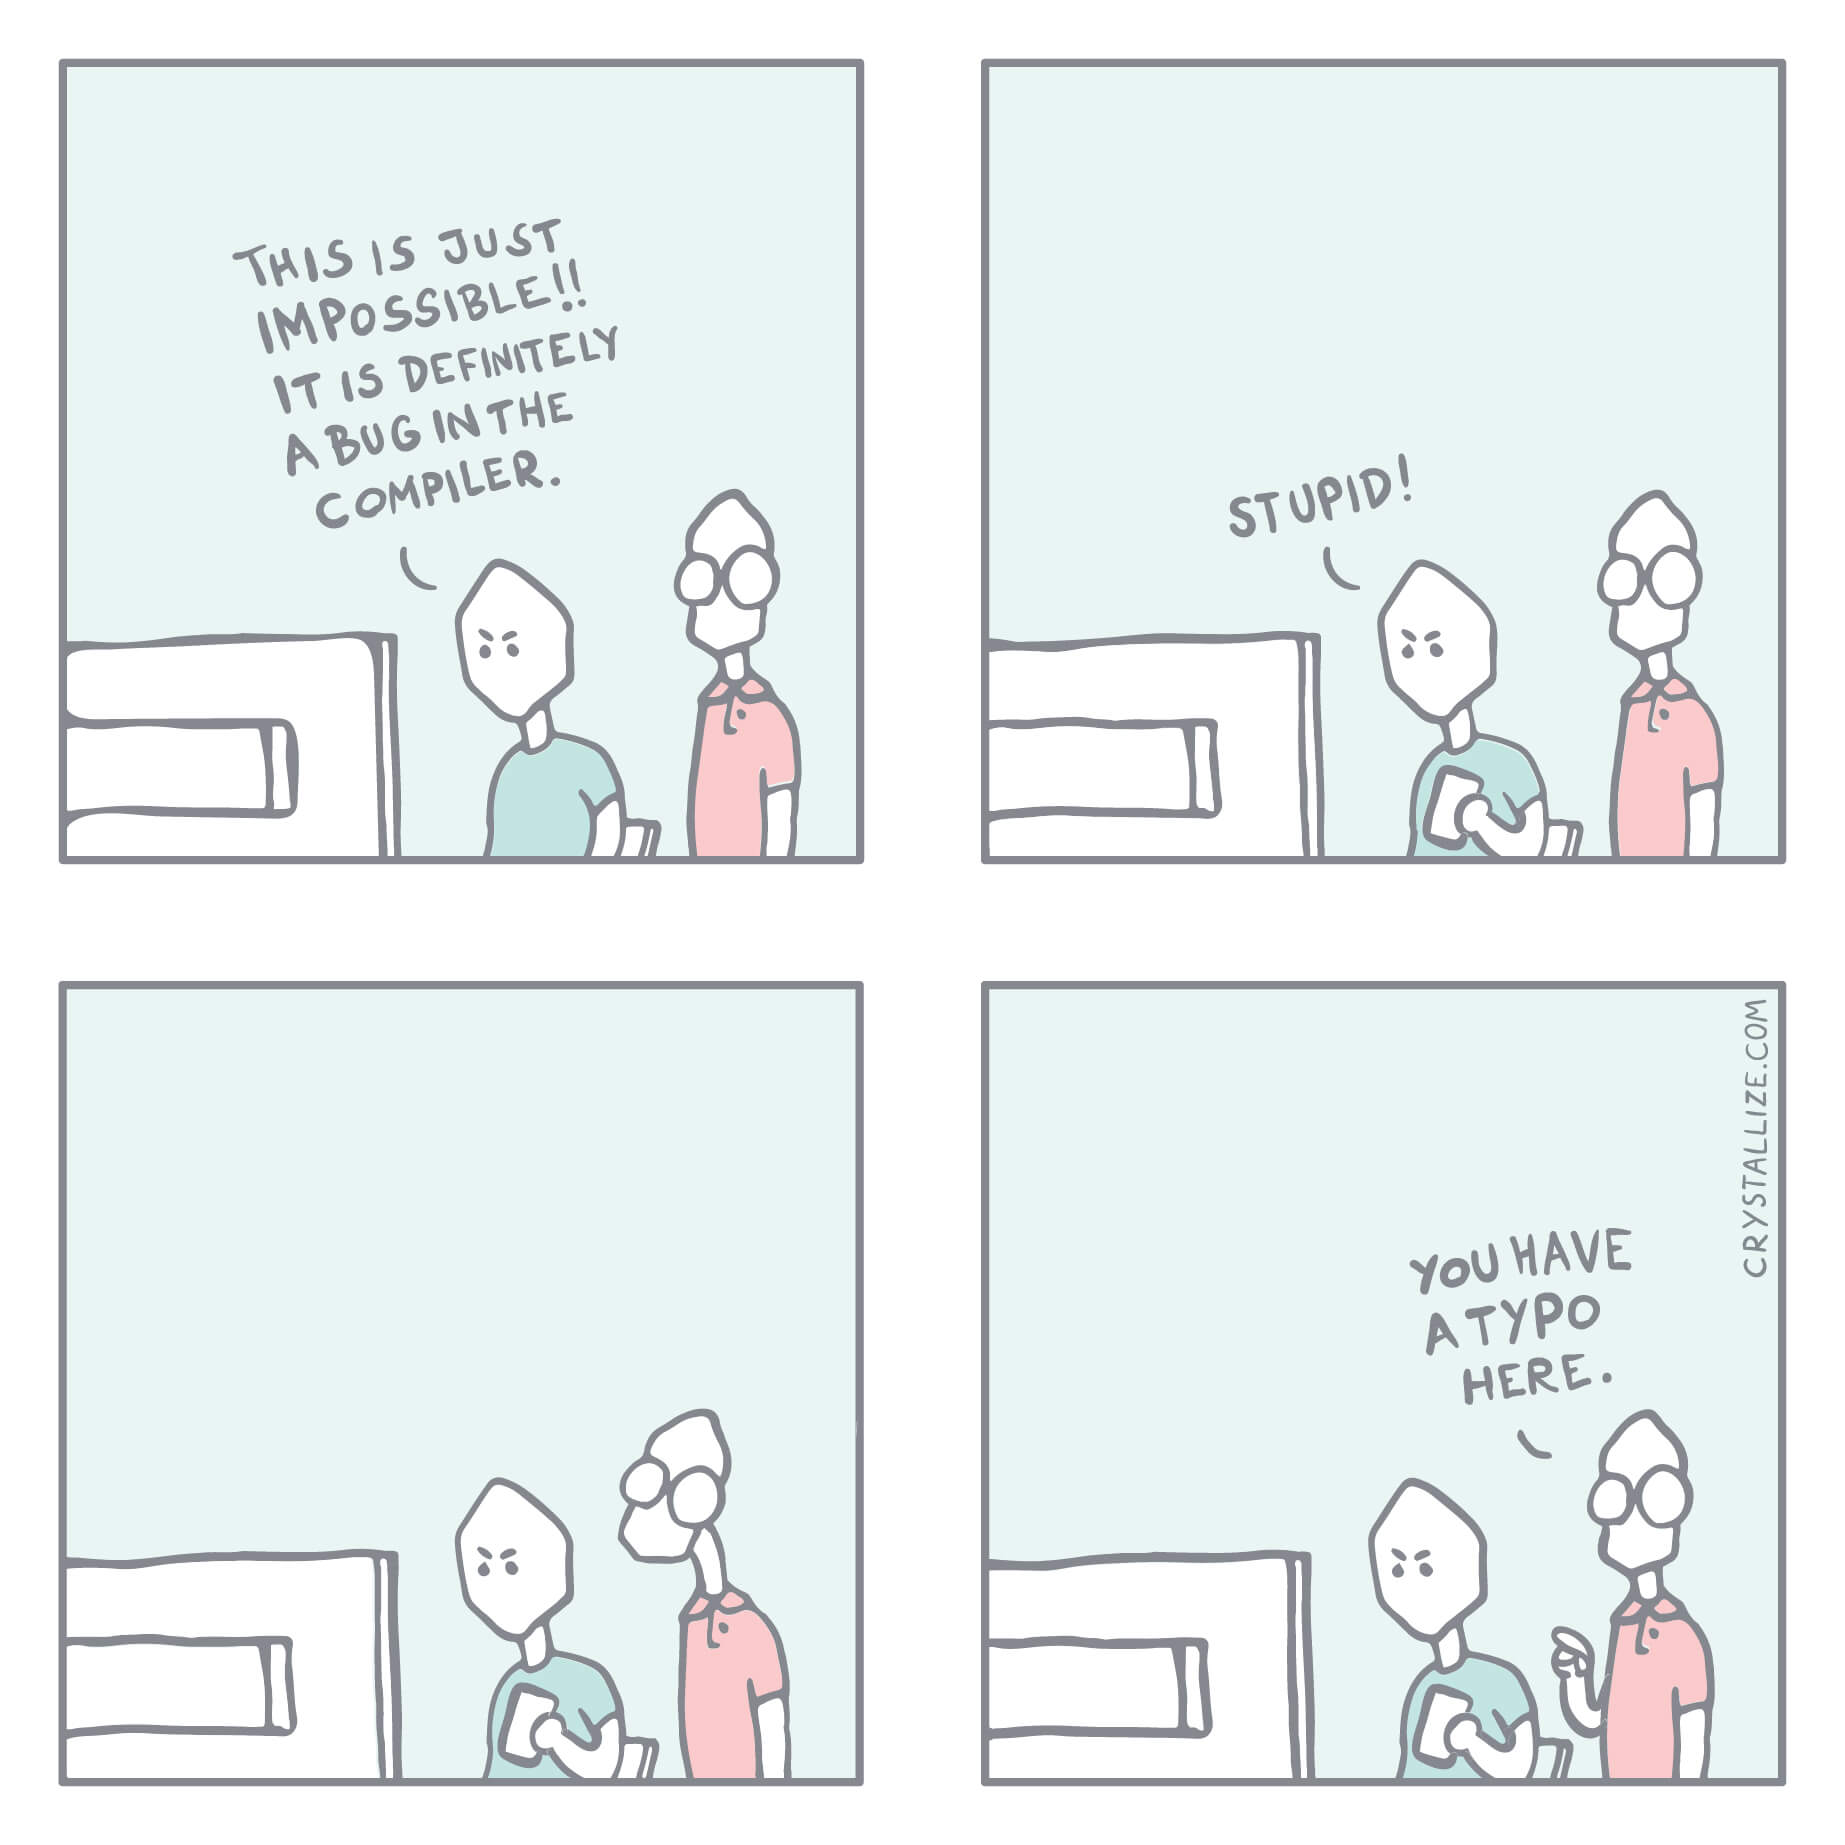 THIS IS JUST
IMPOSSIBLE!!
IT IS DEFINITELY
A BUG IN THE
COMPILER.
STUPID!
YOU HAVE
A TYPO
HERE.
CRYSTALLIZE.COM